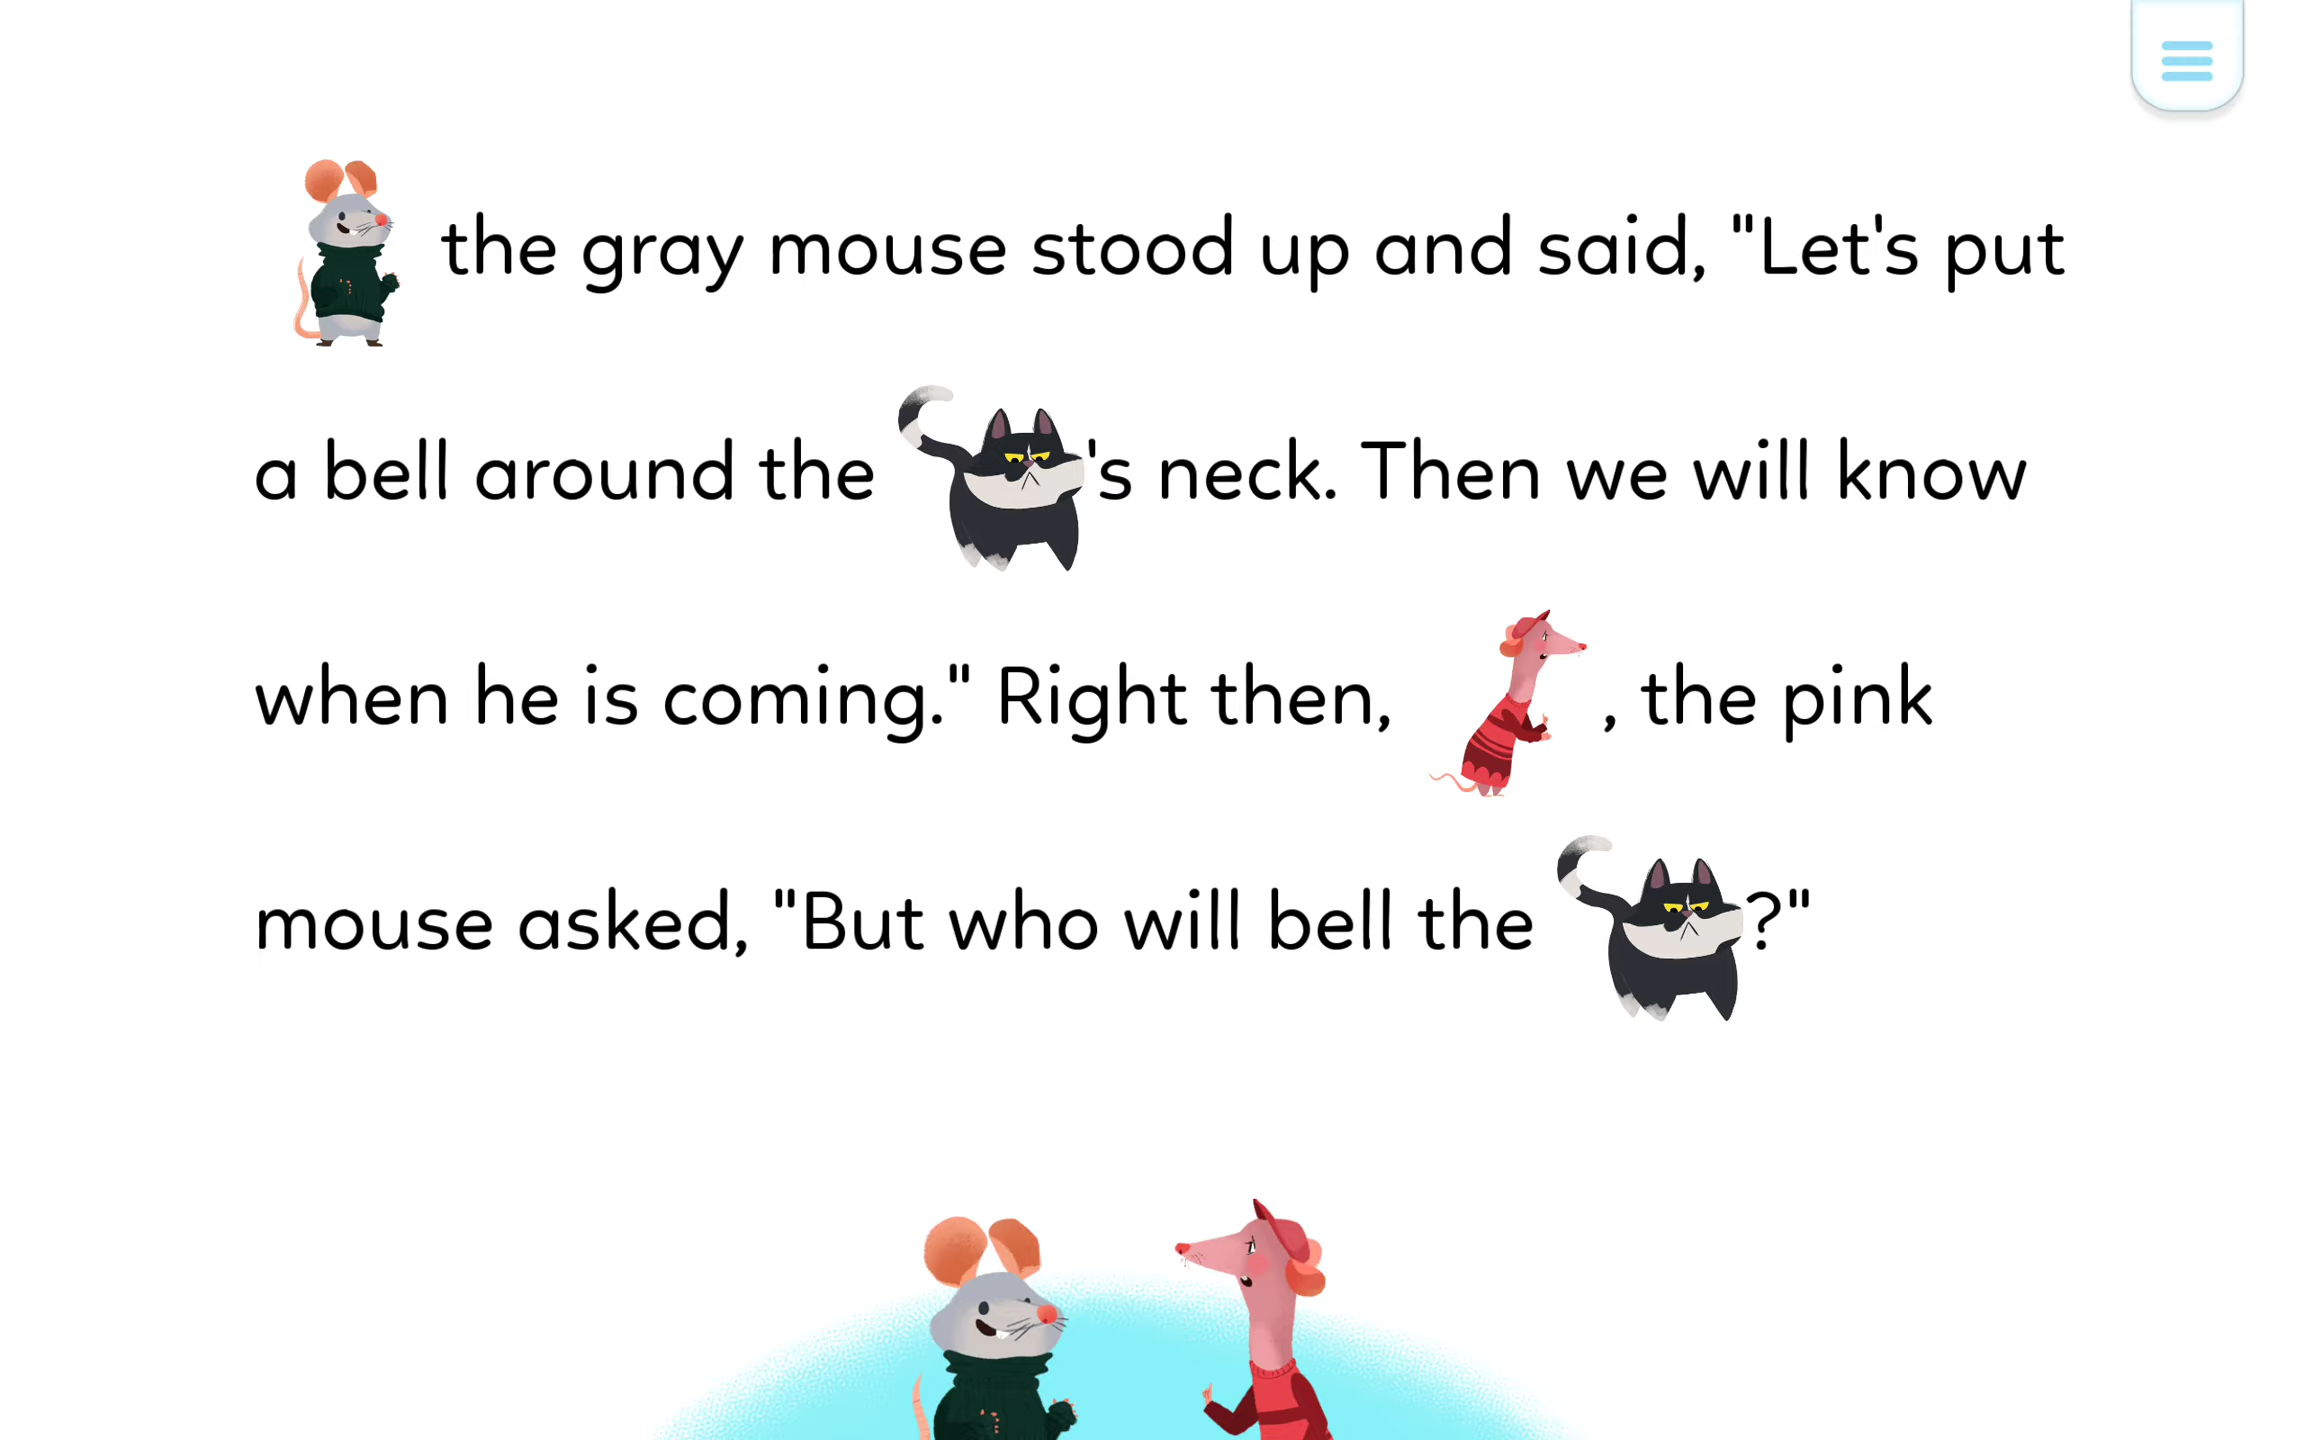 the gray mouse stood up and said, "Let's put
a bell around the 's neck. Then we will know
when he is coming." Right then, , the pink
mouse asked, "But who will bell the ?"